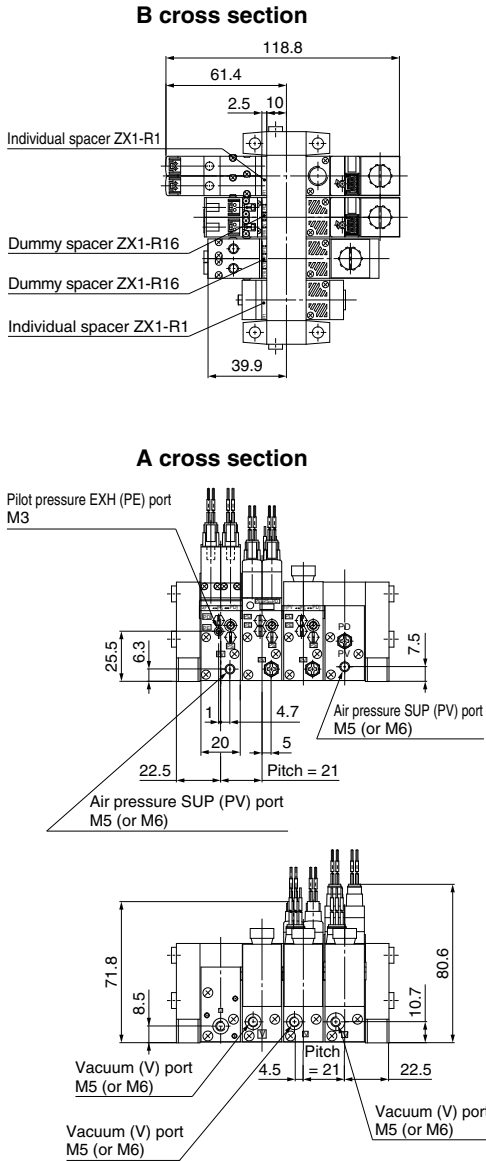 B cross section
118.8
61.4
2.5
10
Individual spacer ZX1-R1
Dummy spacer ZX1-R16
Dummy spacer ZX1-R16
Individual spacer ZX1-R1
39.9
A cross section
Pilot pressure EXH (PE) port
M3
PD
PV
25.5
6.3
7.5
1
4.7
Air pressure SUP (PV) port
M5 (or M6)
20
5
22.5
Pitch = 21
Air pressure SUP (PV) port
M5 (or M6)
71.8
8.5
80.6
10.7
Vacuum (V) port
M5 (or M6)
4.5
Pitch
= 21
22.5
Vacuum (V) port
M5 (or M6)
Vacuum (V) port
M5 (or M6)